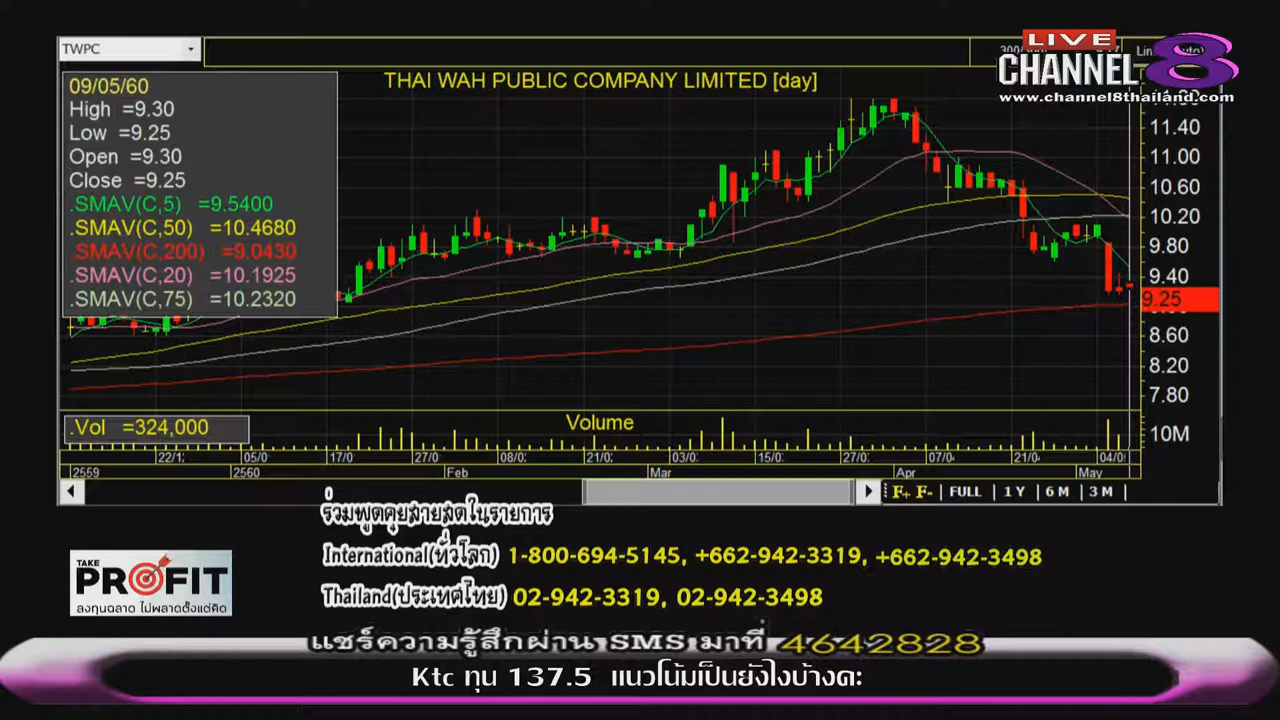 TWPC
LIVE
CHANNEL 8
www.channel8thailand.com
THAI WAH PUBLIC COMPANY LIMITED [day]
09/05/60
High =9.30
Low =9.25
Open =9.30
Close =9.25
.SMAV(C,5) =9.5400
.SMAV(C,50) =10.4680
.SMAV(C,200) =9.0430
.SMAV(C,20) =10.1925
.SMAV(C,75) =10.2320
11.40
11.00
10.60
10.20
9.80
9.40
9.25
8.60
8.20
7.80
.Vol =324,000
Volume
10M
22/1: 05/0 17/0 27/0 08/0: 21/0: 03/0: 15/0: 27/0: 07/0: 21/0: 04/0:
2559 2560 Feb Mar Apr May
F+ F- FULL 1 Y 6 M 3 M
0
ร่วมพูดคุยสายสดในรายการ
International(ทั่วโลก) 1-800-694-5145, +662-942-3319, +662-942-3498
Thailand(ประเทศไทย) 02-942-3319, 02-942-3498
TAKE
PROFIT
ลงทุนฉลาด ไม่พลาดตั้งแต่คิด
แชร์ความรู้สึกผ่าน SMS มาที่ 4642828
Ktc ทุน 137.5 แนวโน้มเป็นยังไงบ้างคะ